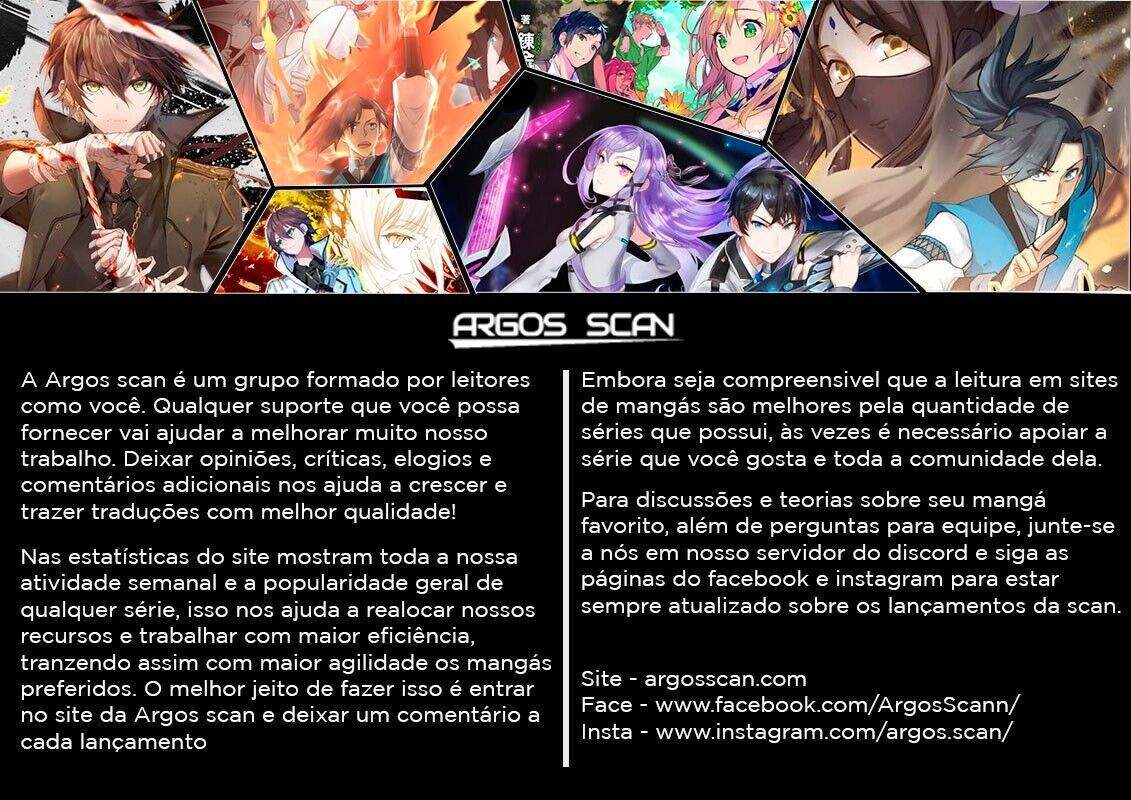 著
ARGOS SCAN
A Argos scan é um grupo formado por leitores
como você. Qualquer suporte que você possa
fornecer vai ajudar a melhorar muito nosso
trabalho. Deixar opiniões, críticas, elogios e
comentários adicionais nos ajuda a crescer e
trazer traduções com melhor qualidade!
Nas estatísticas do site mostram toda a nossa
atividade semanal e a popularidade geral de
qualquer série, isso nos ajuda a realocar nossos
recursos e trabalhar com maior eficiência,
tranzendo assim com maior agilidade os mangás
preferidos. O melhor jeito de fazer isso é entrar
no site da Argos scan e deixar um comentário a
cada lançamento
Embora seja compreensivel que a leitura em sites
de mangás são melhores pela quantidade de
séries que possui, às vezes é necessário apoiar a
série que você gosta e toda a comunidade dela.
Para discussões e teorias sobre seu mangá
favorito, além de perguntas para equipe, junte-se
a nós em nosso servidor do discord e siga as
páginas do facebook e instagram para estar
sempre atualizado sobre os lançamentos da scan.
Site - argosscan.com
Face - www.facebook.com/ArgosScann/
Insta - www.instagram.com/argos.scan/